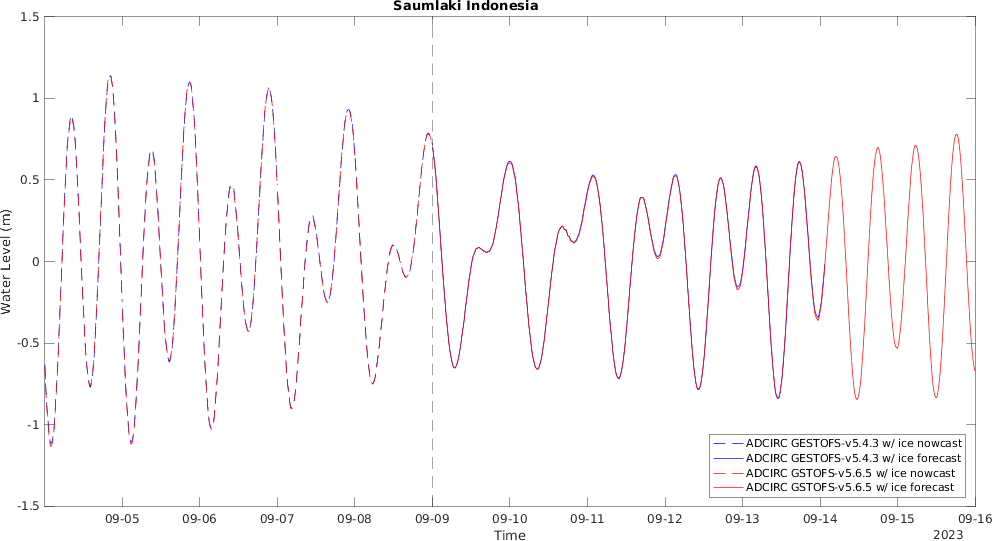 Saumlaki Indonesia
1.5
1
0.5
0
-0.5
-1
-1.5
Water Level (m)
ADCIRC GESTOFS-v5.4.3 w/ ice nowcast
ADCIRC GESTOFS-v5.4.3 w/ ice forecast
ADCIRC GSTOFS-v5.6.5 w/ ice nowcast
ADCIRC GSTOFS-v5.6.5 w/ ice forecast
09-05 09-06 09-07 09-08 09-09 09-10 09-11 09-12 09-13 09-14 09-15 09-16
Time
2023